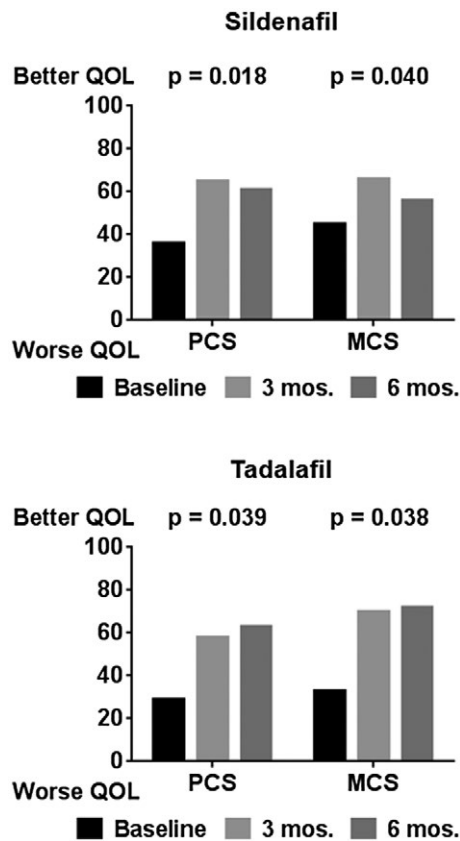 Sildenafil
Better QOL p = 0.018 p = 0.040
100
80
60
40
20
0
Worse QOL PCS MCS
Baseline 3 mos. 6 mos.
Tadalafil
Better QOL p = 0.039 p = 0.038
100
80
60
40
20
0
Worse QOL PCS MCS
Baseline 3 mos. 6 mos.